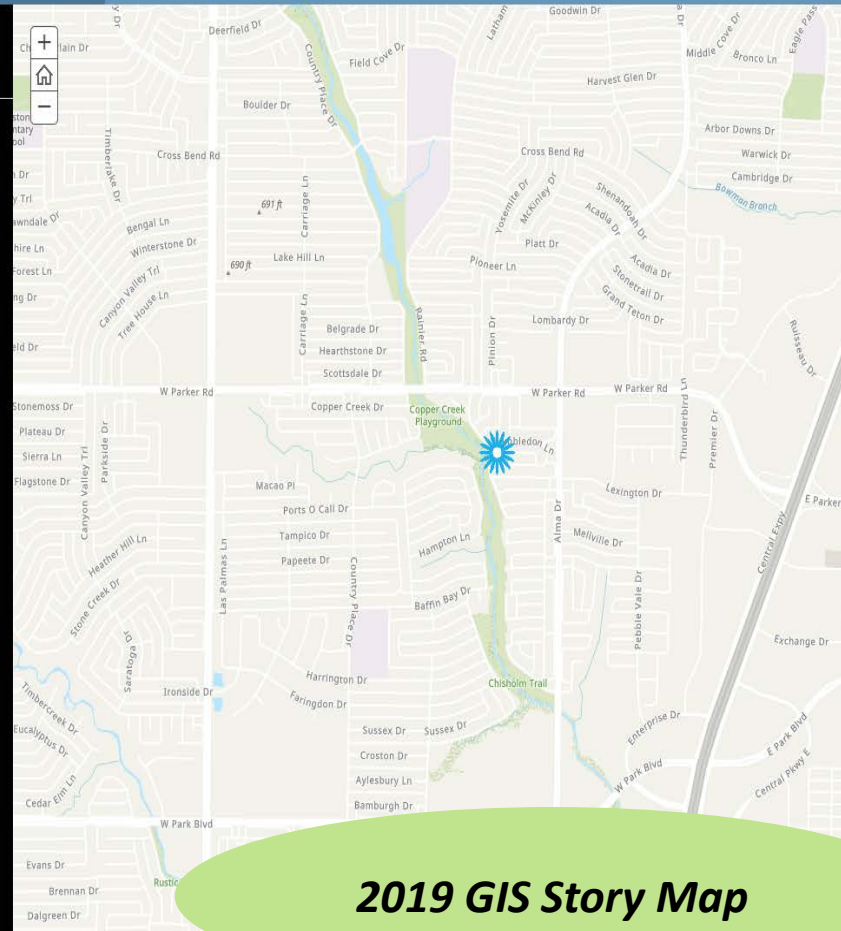 Goodwin Dr
Deerfield Dr
Latham
Eagle Pass
Middle Cove Dr
Bronco Ln
Field Cove Dr
Country Place Dr
Harvest Glen Dr
Boulder Dr
Timberlake Dr
Arbor Downs Dr
Cross Bend Rd
Cross Bend Rd
Warwick Dr
Cambridge Dr
Yosemite Dr
McKinley Dr
Shenandoah Dr
Bowman Branch
691 ft
Carriage Ln
Acadia Dr
Bengal Ln
Winterstone Dr
Platt Dr
Lake Hill Ln
690 ft
Pioneer Ln
Acadia Dr
Stonetrail Dr
Grand Teton Dr
Canyon Valley Trl
Tree House Ln
Carriage Ln
Rainier Rd
Pinion Dr
Lombardy Dr
Belgrade Dr
Ruisseau Dr
Hearthstone Dr
Scottsdale Dr
W Parker Rd
W Parker Rd
W Parker Rd
Thunderbird Ln
Stonemoss Dr
Copper Creek Dr
Copper Creek
Playground
Premier Dr
Plateau Dr
Parkside Dr
Sierra Ln
Canyon Valley Trl
Flagstone Dr
Macao Pl
Lexington Dr
E Parker
Ports O Call Dr
Alma Dr
Tampico Dr
Hampton Ln
Mellville Dr
Central Expy
Heather Hill Ln
Las Palmas Ln
Papeete Dr
Country Place Dr
Baffin Bay Dr
Pebble Vale Dr
Stone Creek Dr
Saratoga Dr
Exchange Dr
Harrington Dr
Chisholm Trail
Ironside Dr
Faringdon Dr
Timbercreek Dr
Eucalyptus Dr
Sussex Dr
Sussex Dr
Enterprise Dr
E Park Blvd
Croston Dr
W Park Blvd
Central Pkwy E
Aylesbury Ln
Cedar Elm Ln
Bamburgh Dr
W Park Blvd
Evans Dr
Rustic
Brennan Dr
Dalgreen Dr
2019 GIS Story Map